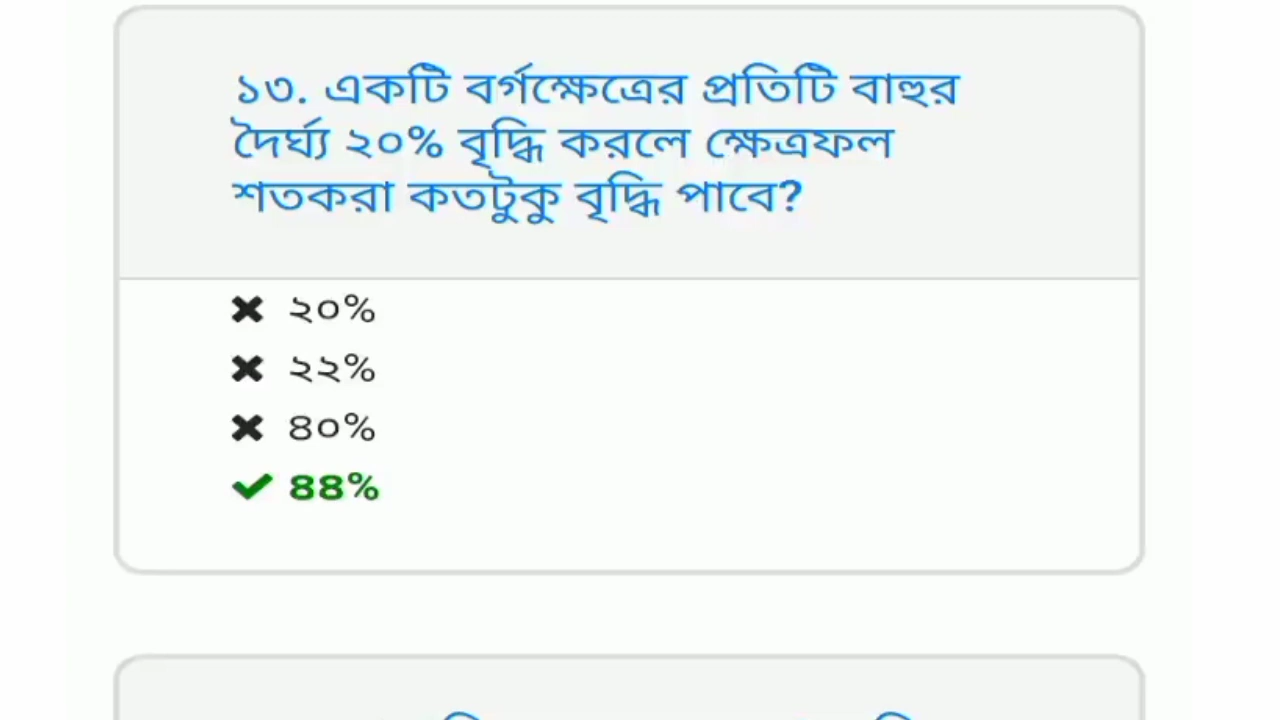 ১৩. একটি বর্গক্ষেত্রের প্রতিটি বাহুর
দৈর্ঘ্য ২০% বৃদ্ধি করলে ক্ষেত্রফল
শতকরা কতটুকু বৃদ্ধি পাবে?
২০%
২২%
৪০%
৪৪%